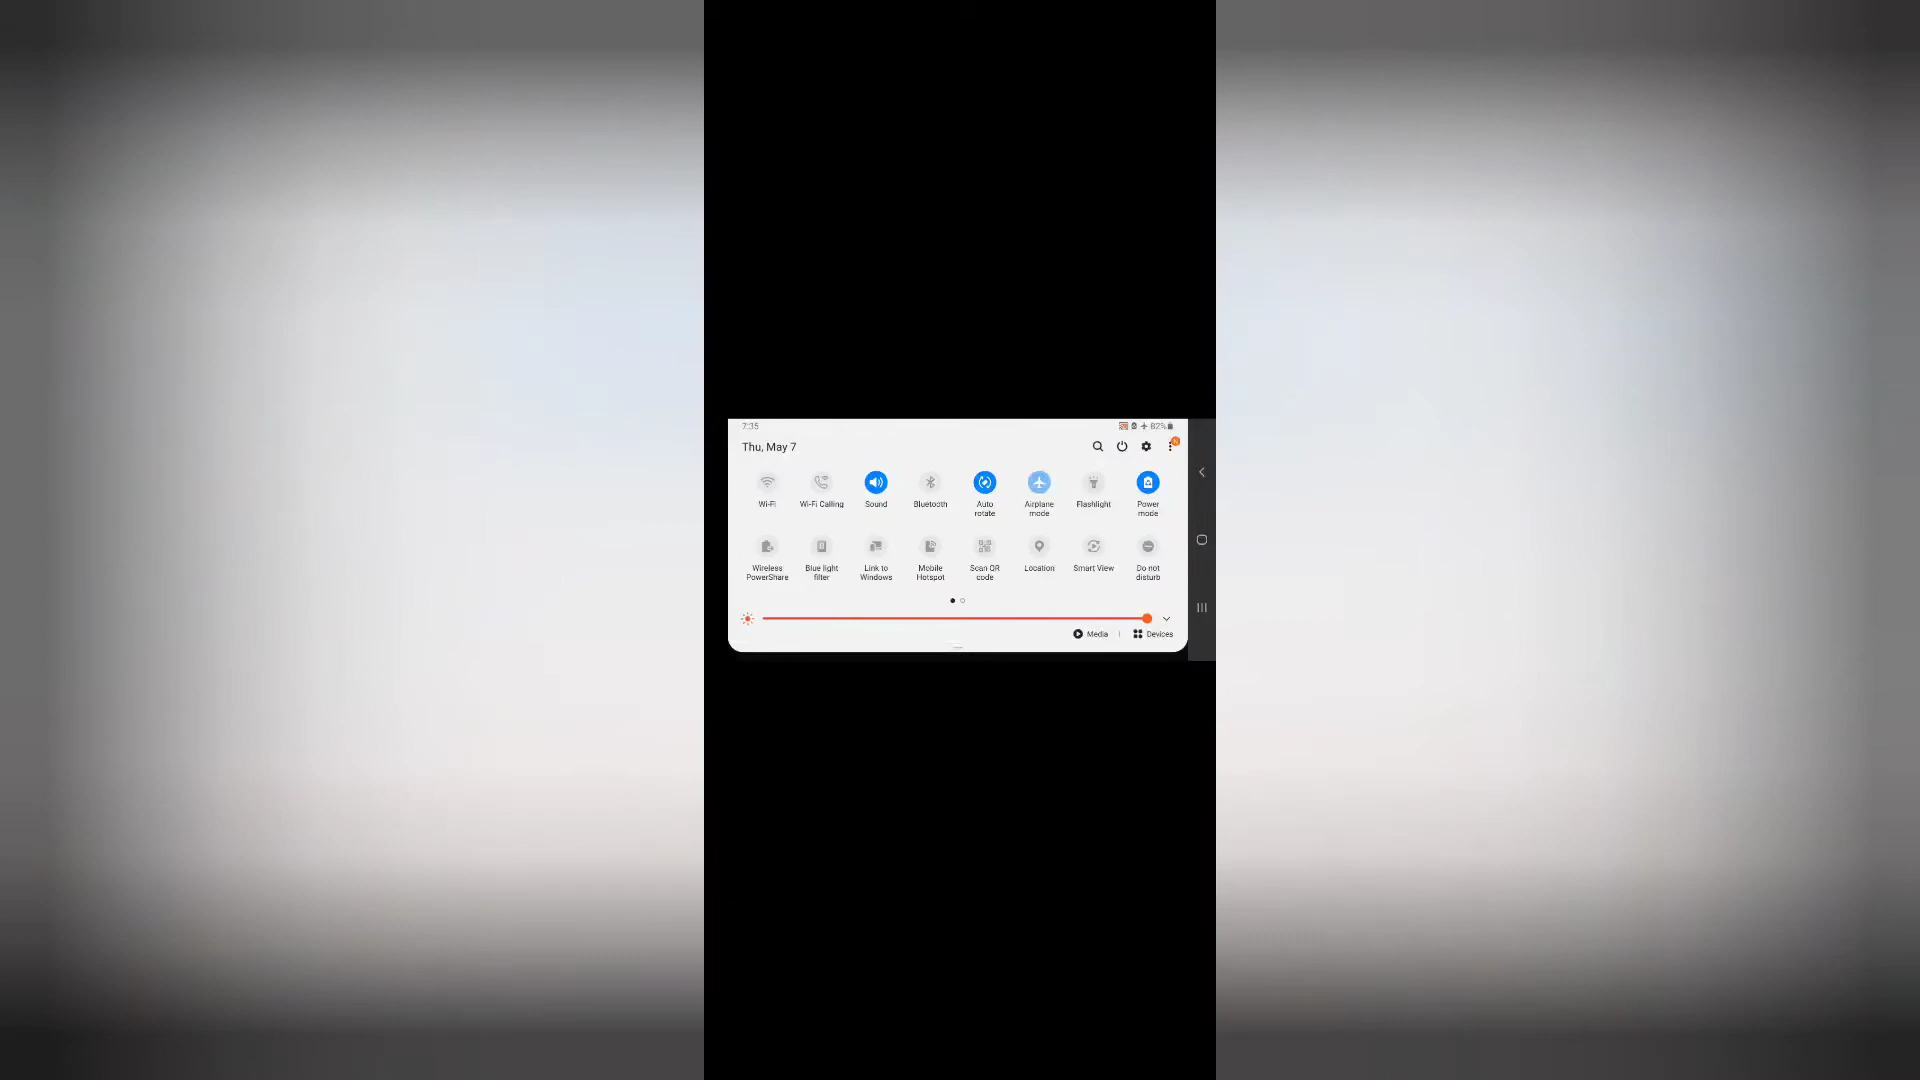 7:35
82%
Thu, May 7
N
Wi-Fi
Wi-Fi Calling
Sound
Bluetooth
Auto
rotate
Airplane
mode
Flashlight
Power
mode
Wireless
PowerShare
Blue light
filter
Link to
Windows
Mobile
Hotspot
Scan QR
code
Location
Smart View
Do not
disturb
Media
Devices